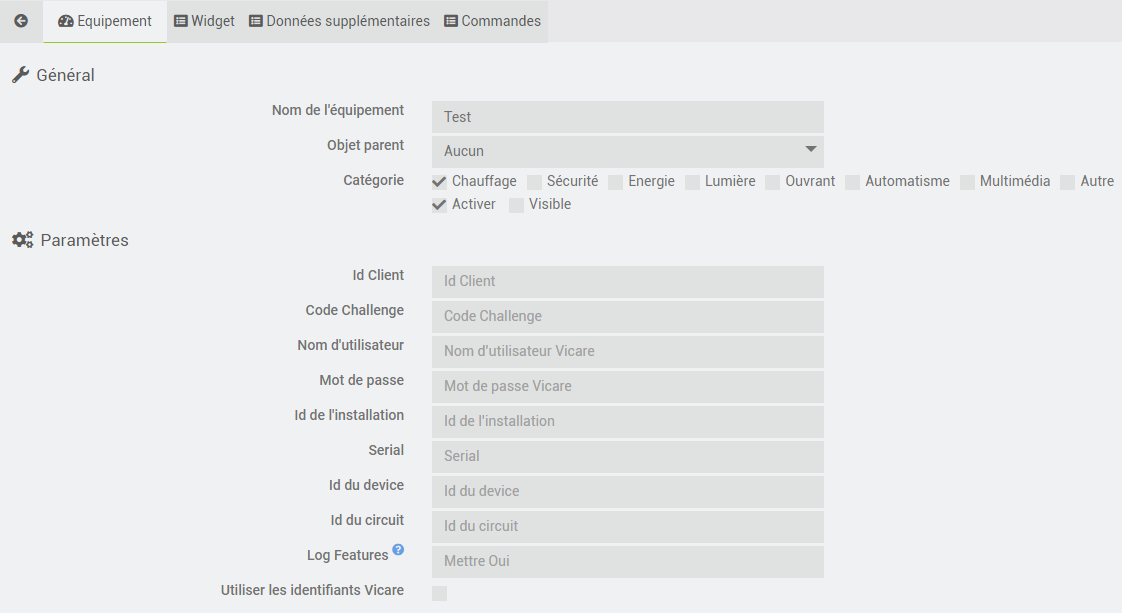 Equipement Widget Données supplémentaires Commandes
Général
Nom de l'équipement Test
Objet parent Aucun
Catégorie Chauffage Sécurité Energie Lumière Ouvrant Automatisme Multimédia Autre
Activer Visible
Paramètres
Id Client Id Client
Code Challenge Code Challenge
Nom d'utilisateur Nom d'utilisateur Vicare
Mot de passe Mot de passe Vicare
Id de l'installation Id de l'installation
Serial Serial
Id du device Id du device
Id du circuit Id du circuit
Log Features ? Mettre Oui
Utiliser les identifiants Vicare